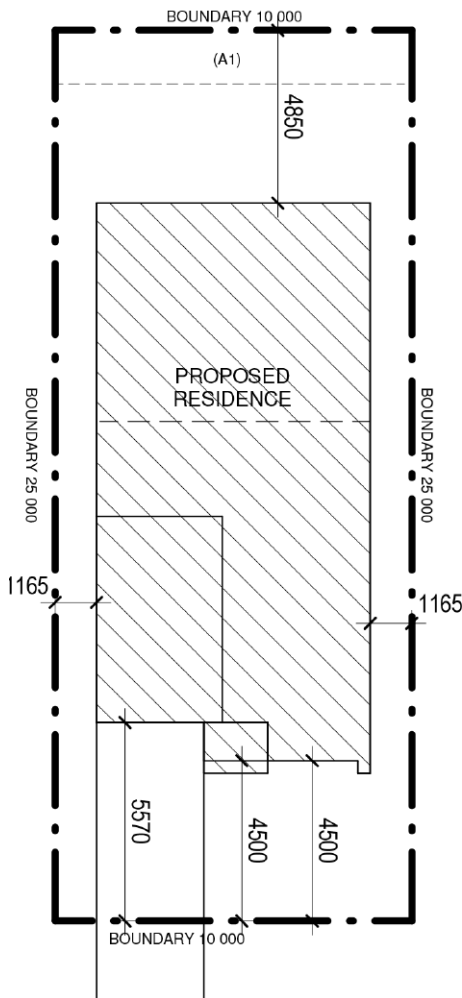 BOUNDARY 10 000
(A1)
4850
PROPOSED
RESIDENCE
BOUNDARY 25 000
BOUNDARY 25 000
1165
1165
5570
4500
4500
BOUNDARY 10 000